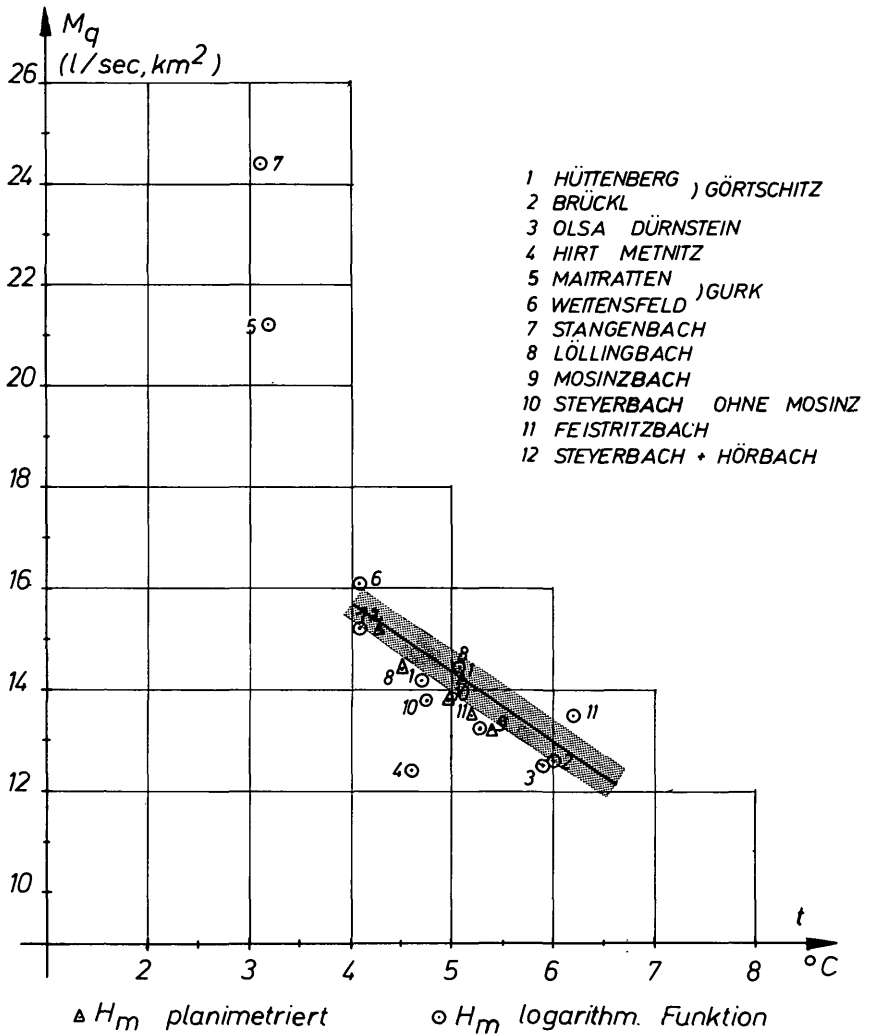 Mq
(l/sec, km²)
26
24
22
20
18
16
14
12
10
7
5
6
8
8
1
1
10
11
9
11
4
3
2
1 HÜTTENBERG
2 BRÜCKL
) GÖRTSCHITZ
3 OLSA DÜRNSTEIN
4 HIRT METNITZ
5 MAITRATTEN
6 WEITENSFELD
) GURK
7 STANGENBACH
8 LÖLLINGBACH
9 MOSINZBACH
10 STEYERBACH OHNE MOSINZ
11 FEISTRITZBACH
12 STEYERBACH + HÖRBACH
t
2 3 4 5 6 7 8 °C
Hm planimetriert
Hm logarithm. Funktion